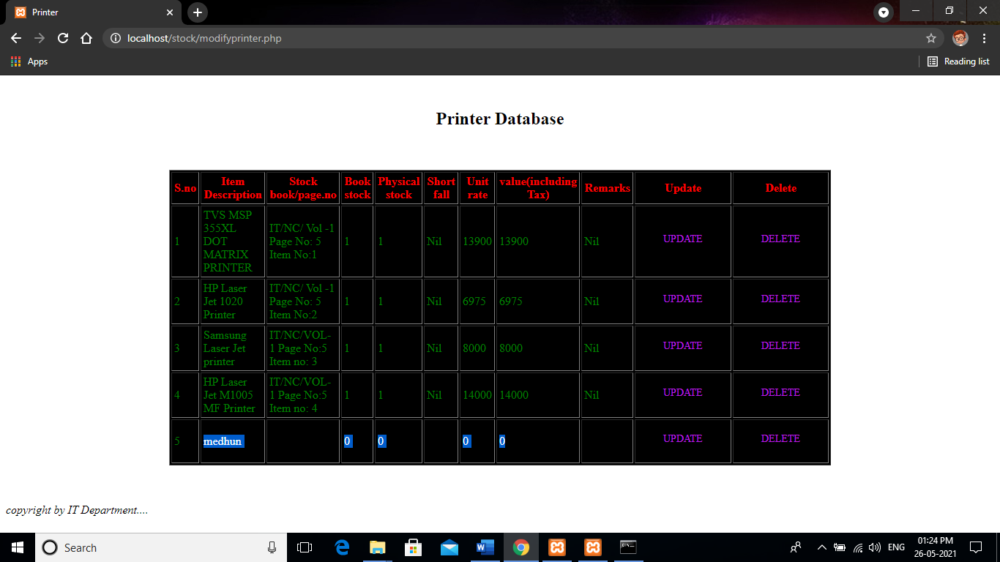 Printer
localhost/stock/modifyprinter.php
Apps
Reading list
Printer Database
S.no Item Description Stock book/page.no Book stock Physical stock Short fall Unit rate value(including Tax) Remarks Update Delete
1 TVS MSP 355XL DOT MATRIX PRINTER IT/NC/ Vol -1 Page No: 5 Item No:1 1 1 Nil 13900 13900 Nil UPDATE DELETE
2 HP Laser Jet 1020 Printer IT/NC/ Vol -1 Page No: 5 Item No:2 1 1 Nil 6975 6975 Nil UPDATE DELETE
3 Samsung Laser Jet printer IT/NC/VOL-1 Page No:5 Item no: 3 1 1 Nil 8000 8000 Nil UPDATE DELETE
4 HP Laser Jet M1005 MF Printer IT/NC/VOL-1 Page No:5 Item no: 4 1 1 Nil 14000 14000 Nil UPDATE DELETE
5 medhun 0 0 0 0 UPDATE DELETE
copyright by IT Department....
Search
ENG
01:24 PM
26-05-2021